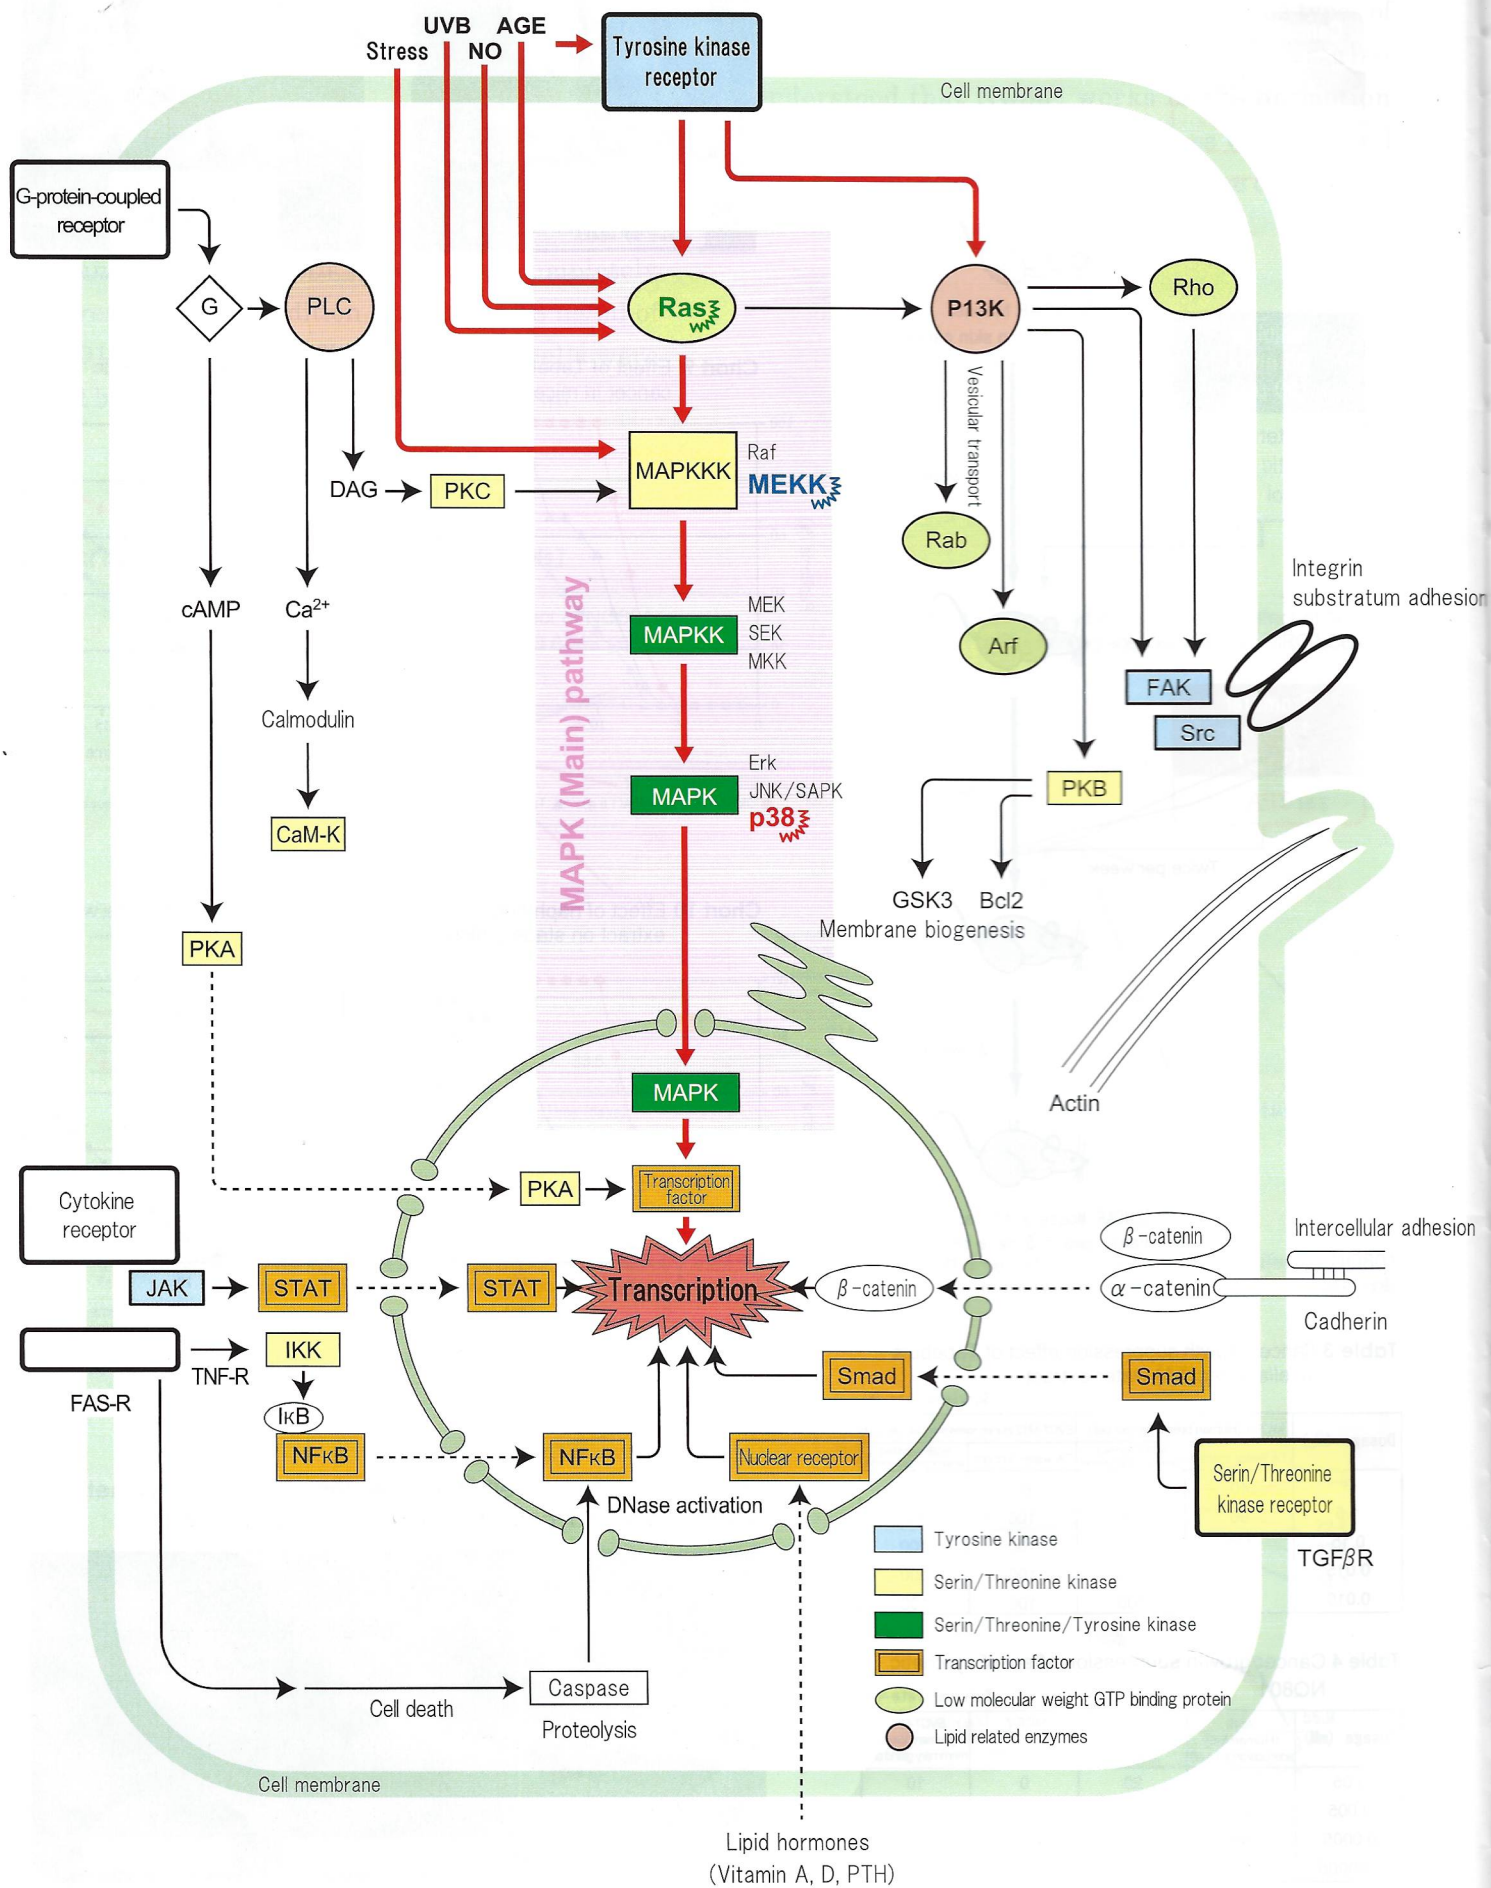 UVB AGE
Stress NO
Tyrosine kinase
receptor
Cell membrane
G-protein-coupled
receptor
G
PLC
Ras
P13K
Rho
Vesicular transport
MAPKKK
Raf
MEKK
DAG
PKC
Rab
Integrin
substratum adhesion
cAMP
Ca²⁺
MAPKK
MEK
SEK
MKK
Arf
FAK
Src
Calmodulin
MAPK (Main) pathway
MAPK
Erk
JNK/SAPK
p38
PKB
CaM-K
GSK3 Bcl2
Membrane biogenesis
PKA
MAPK
Actin
Cytokine
receptor
PKA
Transcription
factor
β-catenin
Intercellular adhesion
JAK
STAT
STAT
Transcription
β-catenin
α-catenin
Cadherin
IKK
TNF-R
FAS-R
IκB
Smad
Smad
NFκB
NFκB
Nuclear receptor
Serin/Threonine
kinase receptor
TGFβR
DNase activation
Tyrosine kinase
Serin/Threonine kinase
Serin/Threonine/Tyrosine kinase
Transcription factor
Low molecular weight GTP binding protein
Lipid related enzymes
Cell death
Caspase
Proteolysis
Cell membrane
Lipid hormones
(Vitamin A, D, PTH)